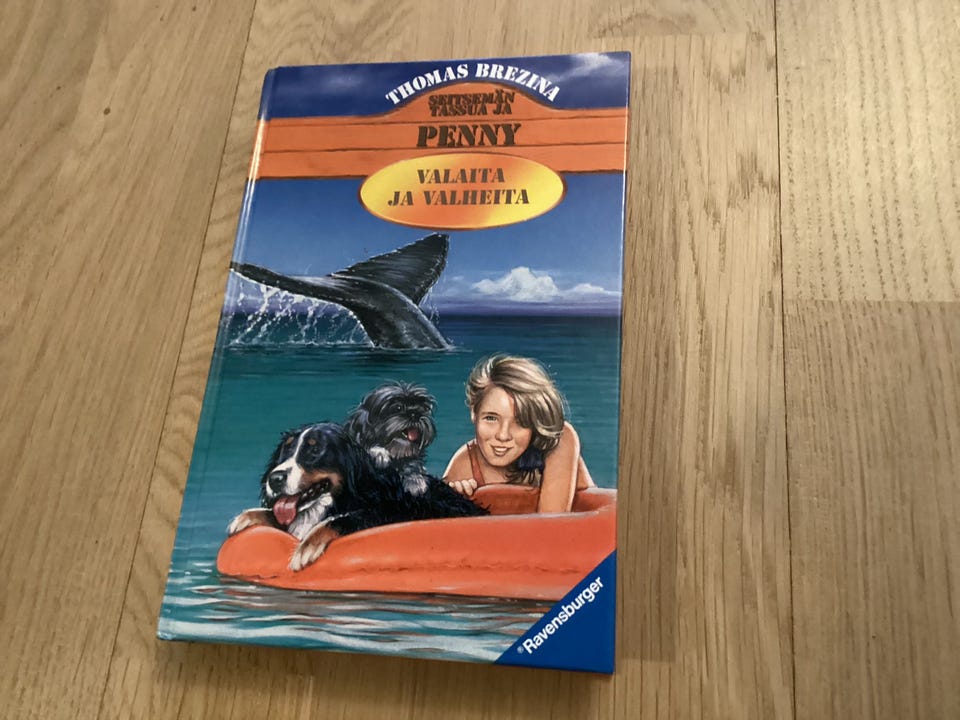 THOMAS BREZINA
SEITSEMÄN
TASSUA JA
PENNY
VALAITA
JA VALHEITA
®Ravensburger